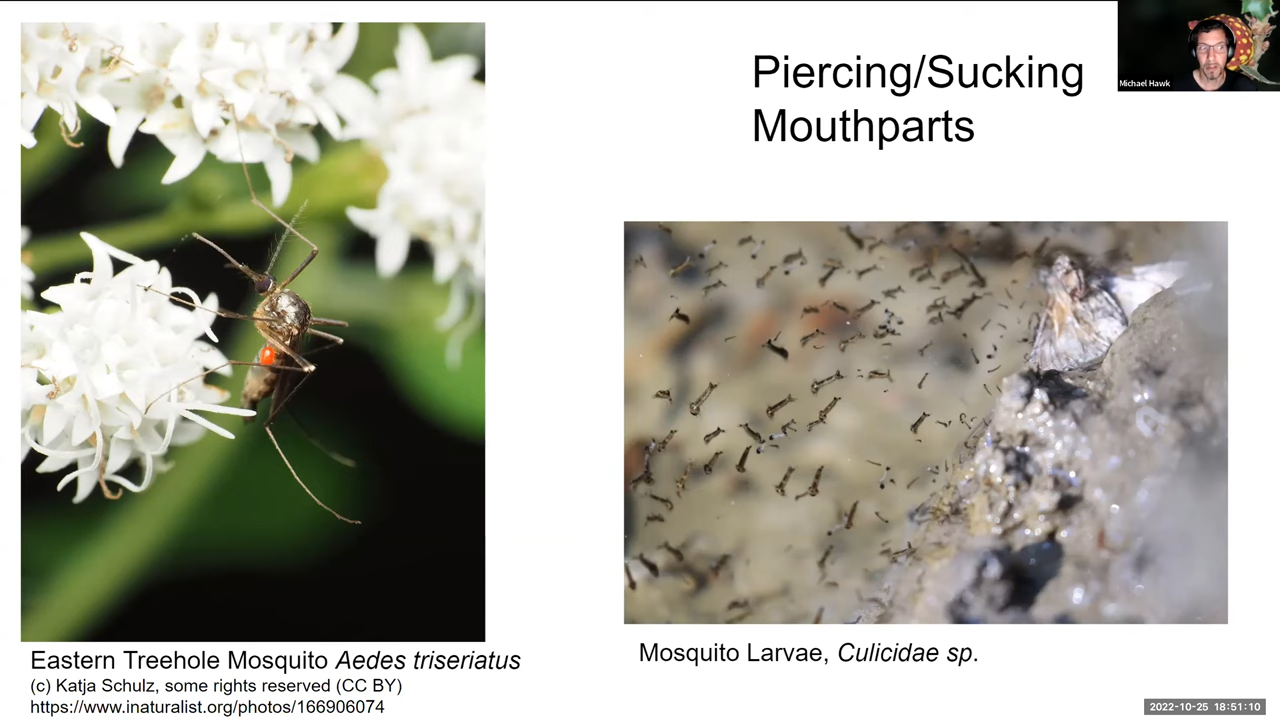 Piercing/Sucking
Mouthparts
Michael Hawk
Eastern Treehole Mosquito Aedes triseriatus
(c) Katja Schulz, some rights reserved (CC BY)
https://www.inaturalist.org/photos/166906074
Mosquito Larvae, Culicidae sp.
2022-10-25 18:51:10